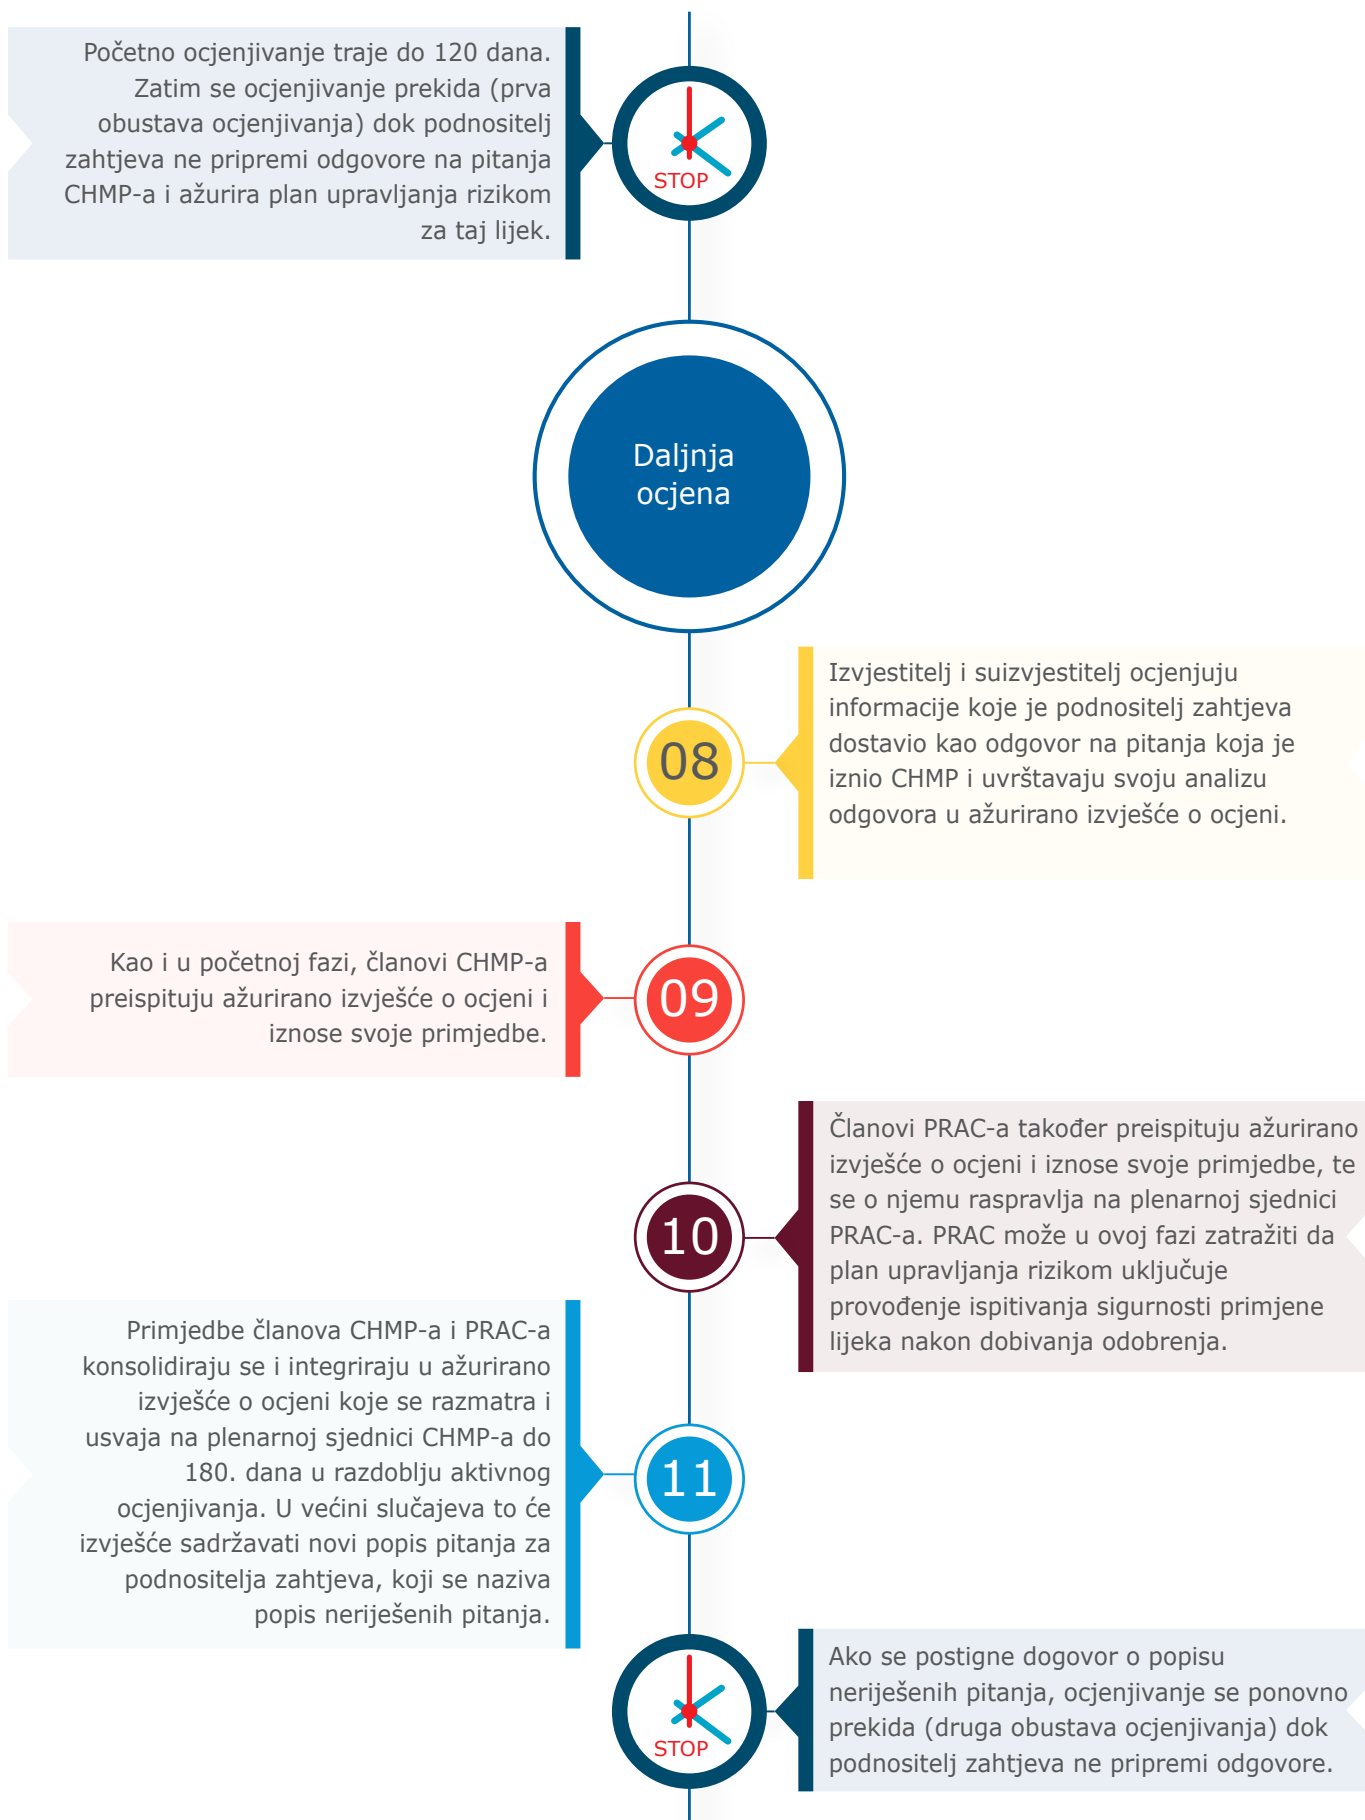 Početno ocjenjivanje traje do 120 dana.
Zatim se ocjenjivanje prekida (prva
obustava ocjenjivanja) dok podnositelj
zahtjeva ne pripremi odgovore na pitanja
CHMP-a i ažurira plan upravljanja rizikom
za taj lijek.
STOP
Daljnja
ocjena
08
Izvjestitelj i suizvjestitelj ocjenjuju
informacije koje je podnositelj zahtjeva
dostavio kao odgovor na pitanja koja je
iznio CHMP i uvrštavaju svoju analizu
odgovora u ažurirano izvješće o ocjeni.
Kao i u početnoj fazi, članovi CHMP-a
preispituju ažurirano izvješće o ocjeni i
iznose svoje primjedbe.
09
10
Članovi PRAC-a također preispituju ažurirano
izvješće o ocjeni i iznose svoje primjedbe, te
se o njemu raspravlja na plenarnoj sjednici
PRAC-a. PRAC može u ovoj fazi zatražiti da
plan upravljanja rizikom uključuje
provođenje ispitivanja sigurnosti primjene
lijeka nakon dobivanja odobrenja.
Primjedbe članova CHMP-a i PRAC-a
konsolidiraju se i integriraju u ažurirano
izvješće o ocjeni koje se razmatra i
usvaja na plenarnoj sjednici CHMP-a do
180. dana u razdoblju aktivnog
ocjenjivanja. U većini slučajeva to će
izvješće sadržavati novi popis pitanja za
podnositelja zahtjeva, koji se naziva
popis neriješenih pitanja.
11
STOP
Ako se postigne dogovor o popisu
neriješenih pitanja, ocjenjivanje se ponovno
prekida (druga obustava ocjenjivanja) dok
podnositelj zahtjeva ne pripremi odgovore.